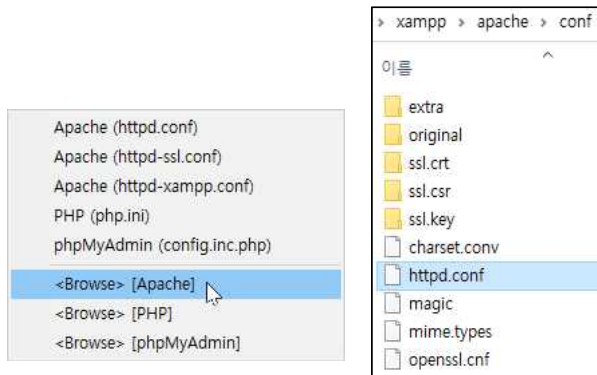 Apache (httpd.conf)
Apache (httpd-ssl.conf)
Apache (httpd-xampp.conf)
PHP (php.ini)
phpMyAdmin (config.inc.php)
<Browse> [Apache]
<Browse> [PHP]
<Browse> [phpMyAdmin]
> xampp > apache > conf
이름
extra
original
ssl.crt
ssl.csr
ssl.key
charset.conv
httpd.conf
magic
mime.types
openssl.cnf